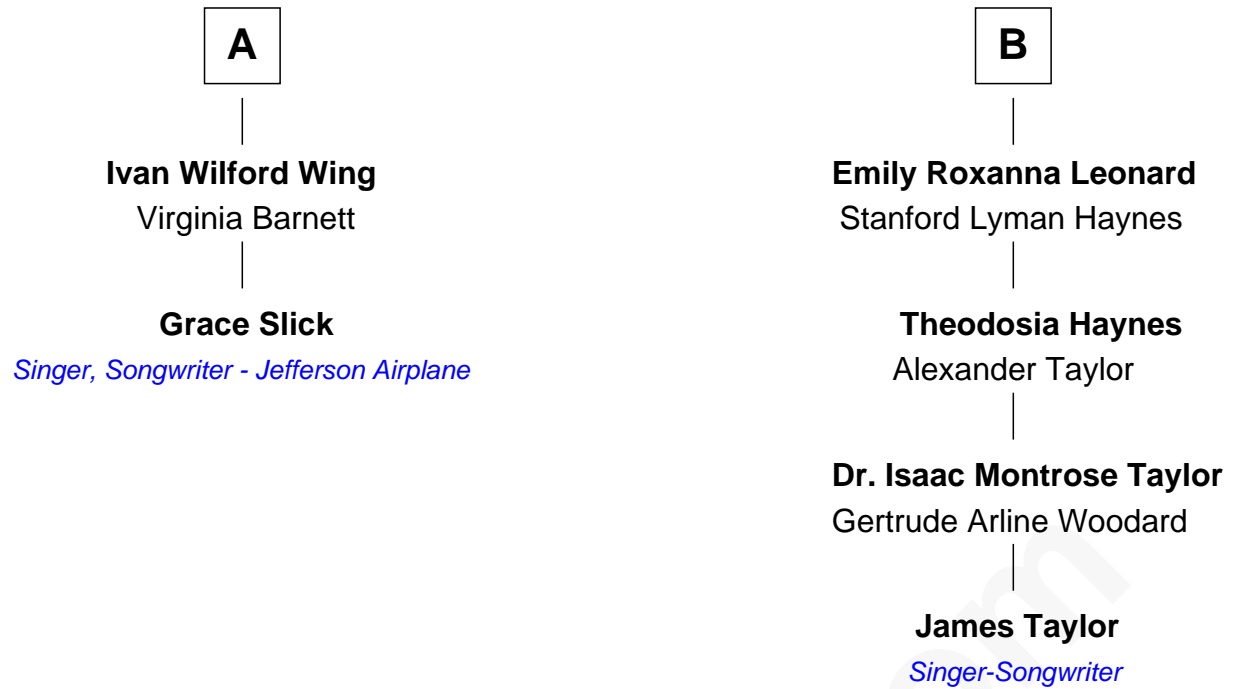 A
Ivan Wilford Wing
Virginia Barnett
Grace Slick
Singer, Songwriter - Jefferson Airplane
B
Emily Roxanna Leonard
Stanford Lyman Haynes
Theodosia Haynes
Alexander Taylor
Dr. Isaac Montrose Taylor
Gertrude Arline Woodard
James Taylor
Singer-Songwriter